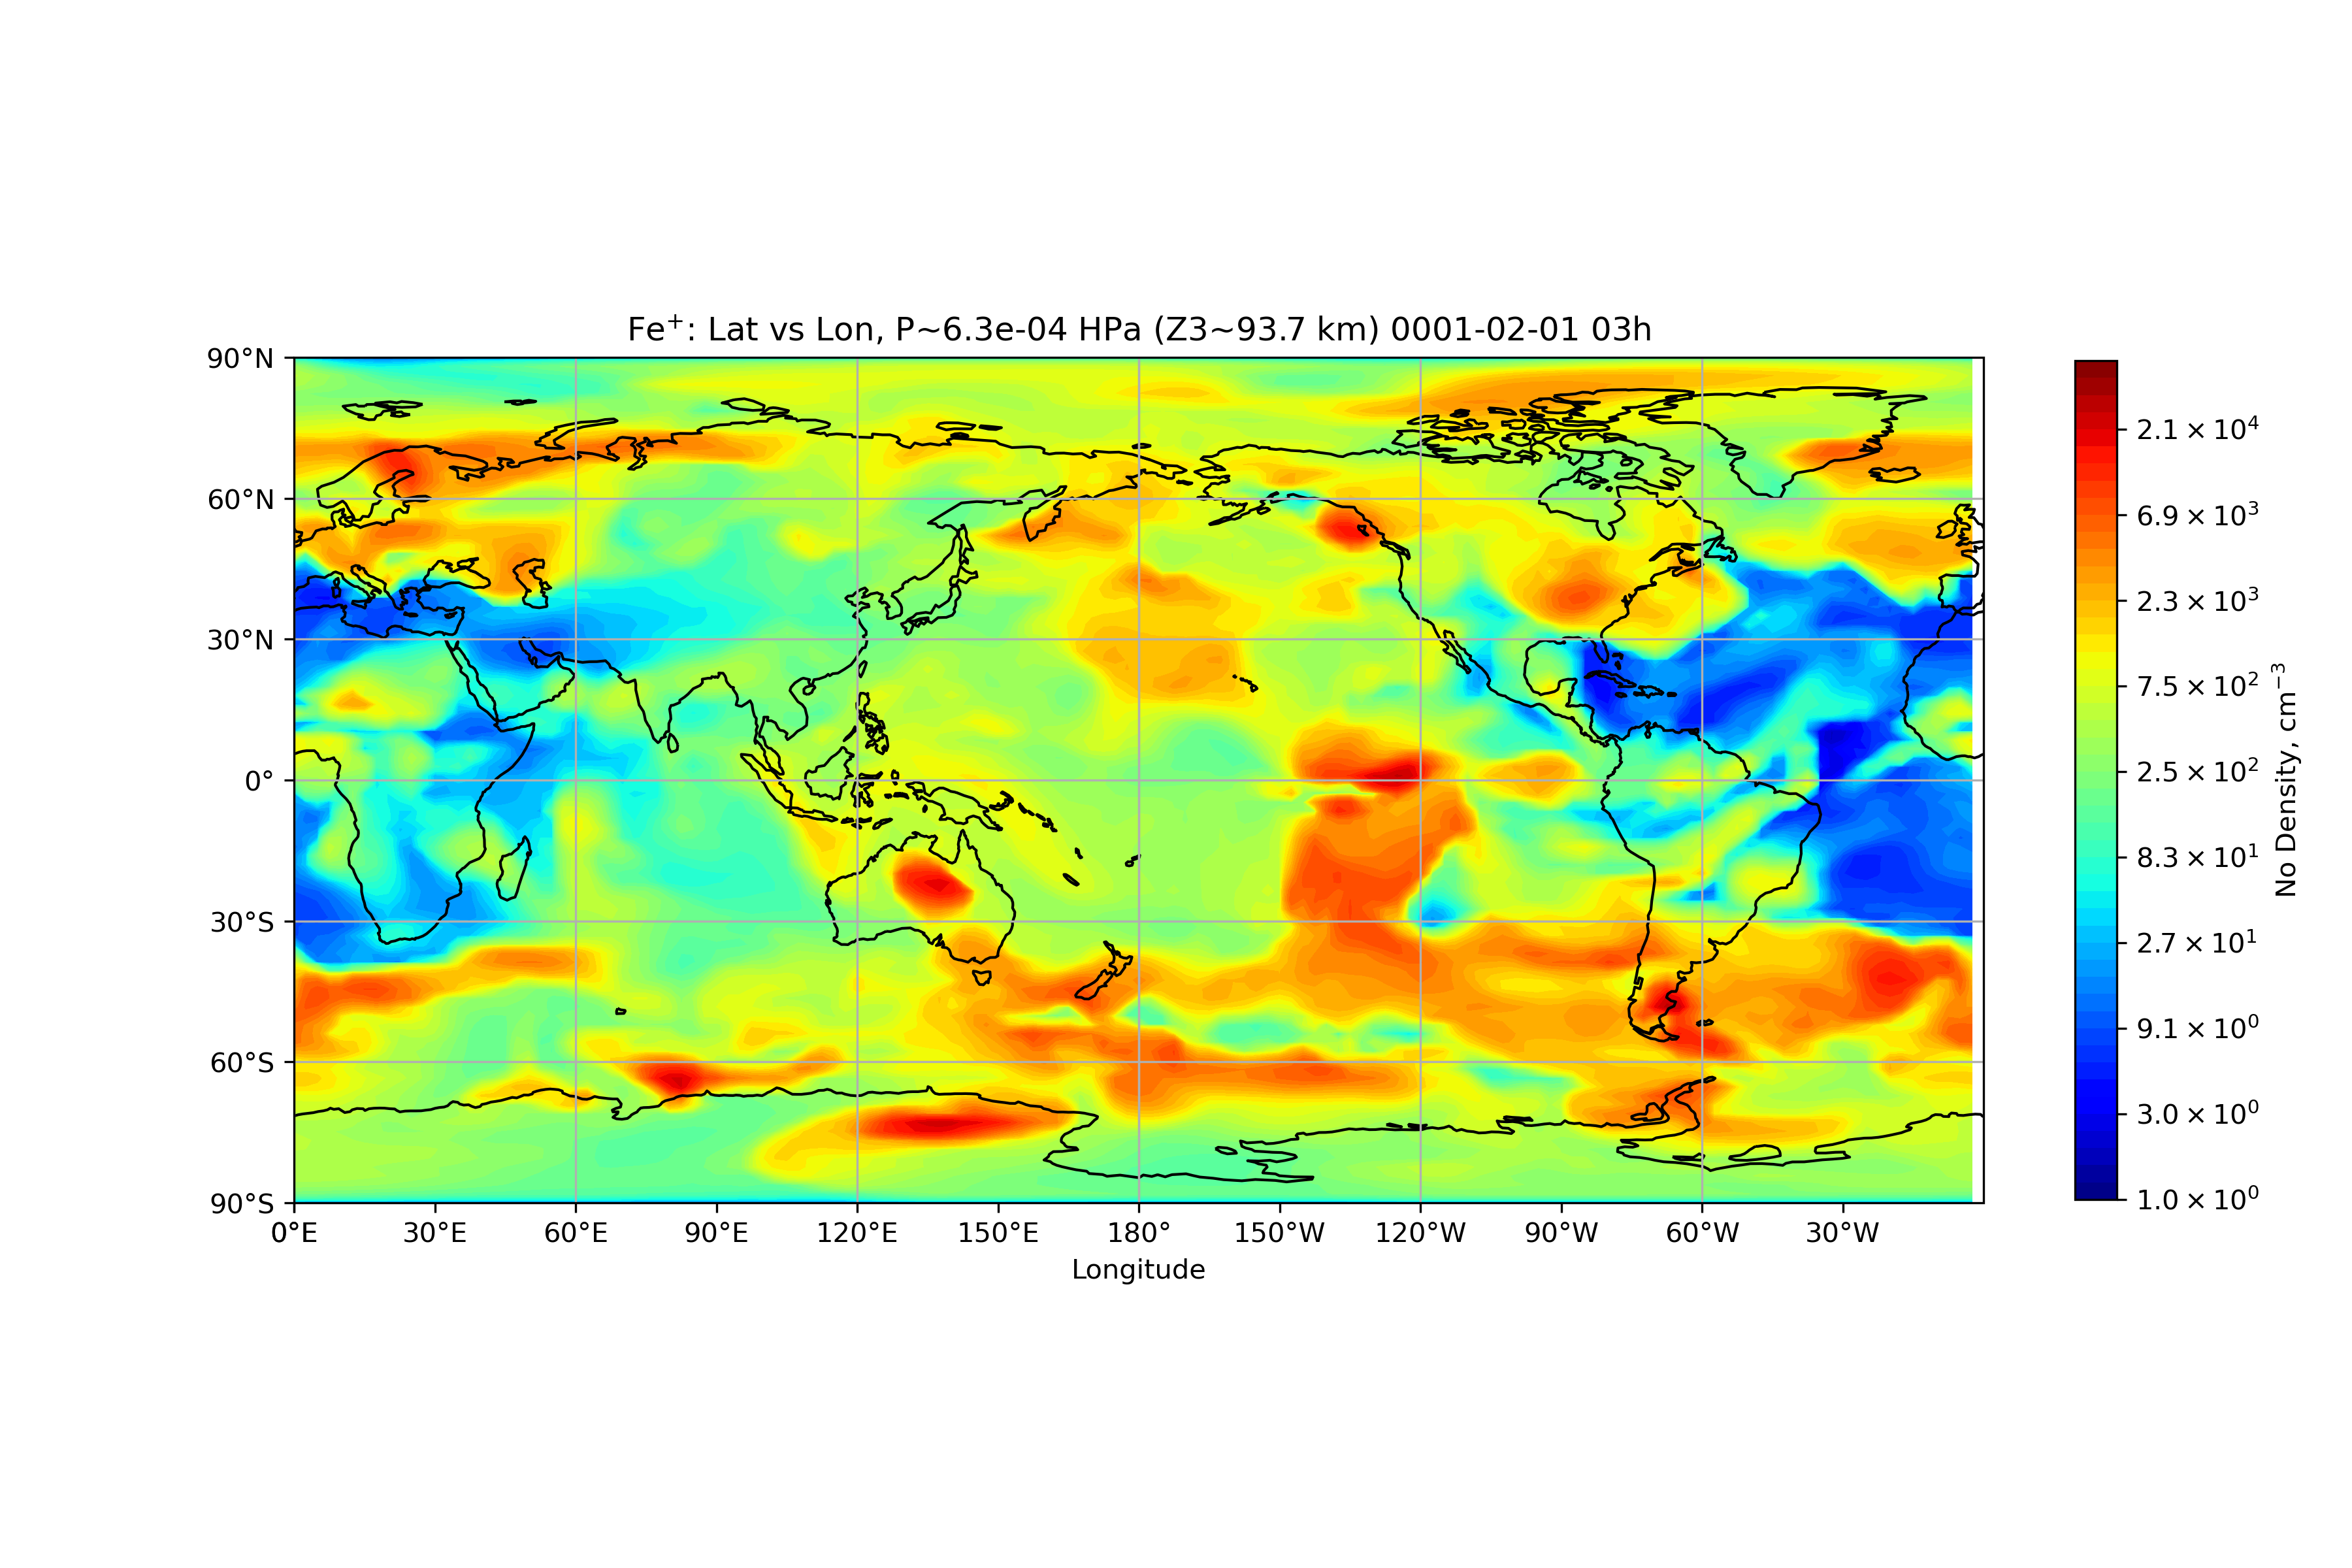 Fe⁺: Lat vs Lon, P~6.3e-04 HPa (Z3~93.7 km) 0001-02-01 03h
90°N
60°N
30°N
0°
30°S
60°S
90°S
0°E 30°E 60°E 90°E 120°E 150°E 180° 150°W 120°W 90°W 60°W 30°W
Longitude
2.1 × 10⁴
6.9 × 10³
2.3 × 10³
7.5 × 10²
2.5 × 10²
8.3 × 10¹
2.7 × 10¹
9.1 × 10⁰
3.0 × 10⁰
1.0 × 10⁰
No Density, cm⁻³